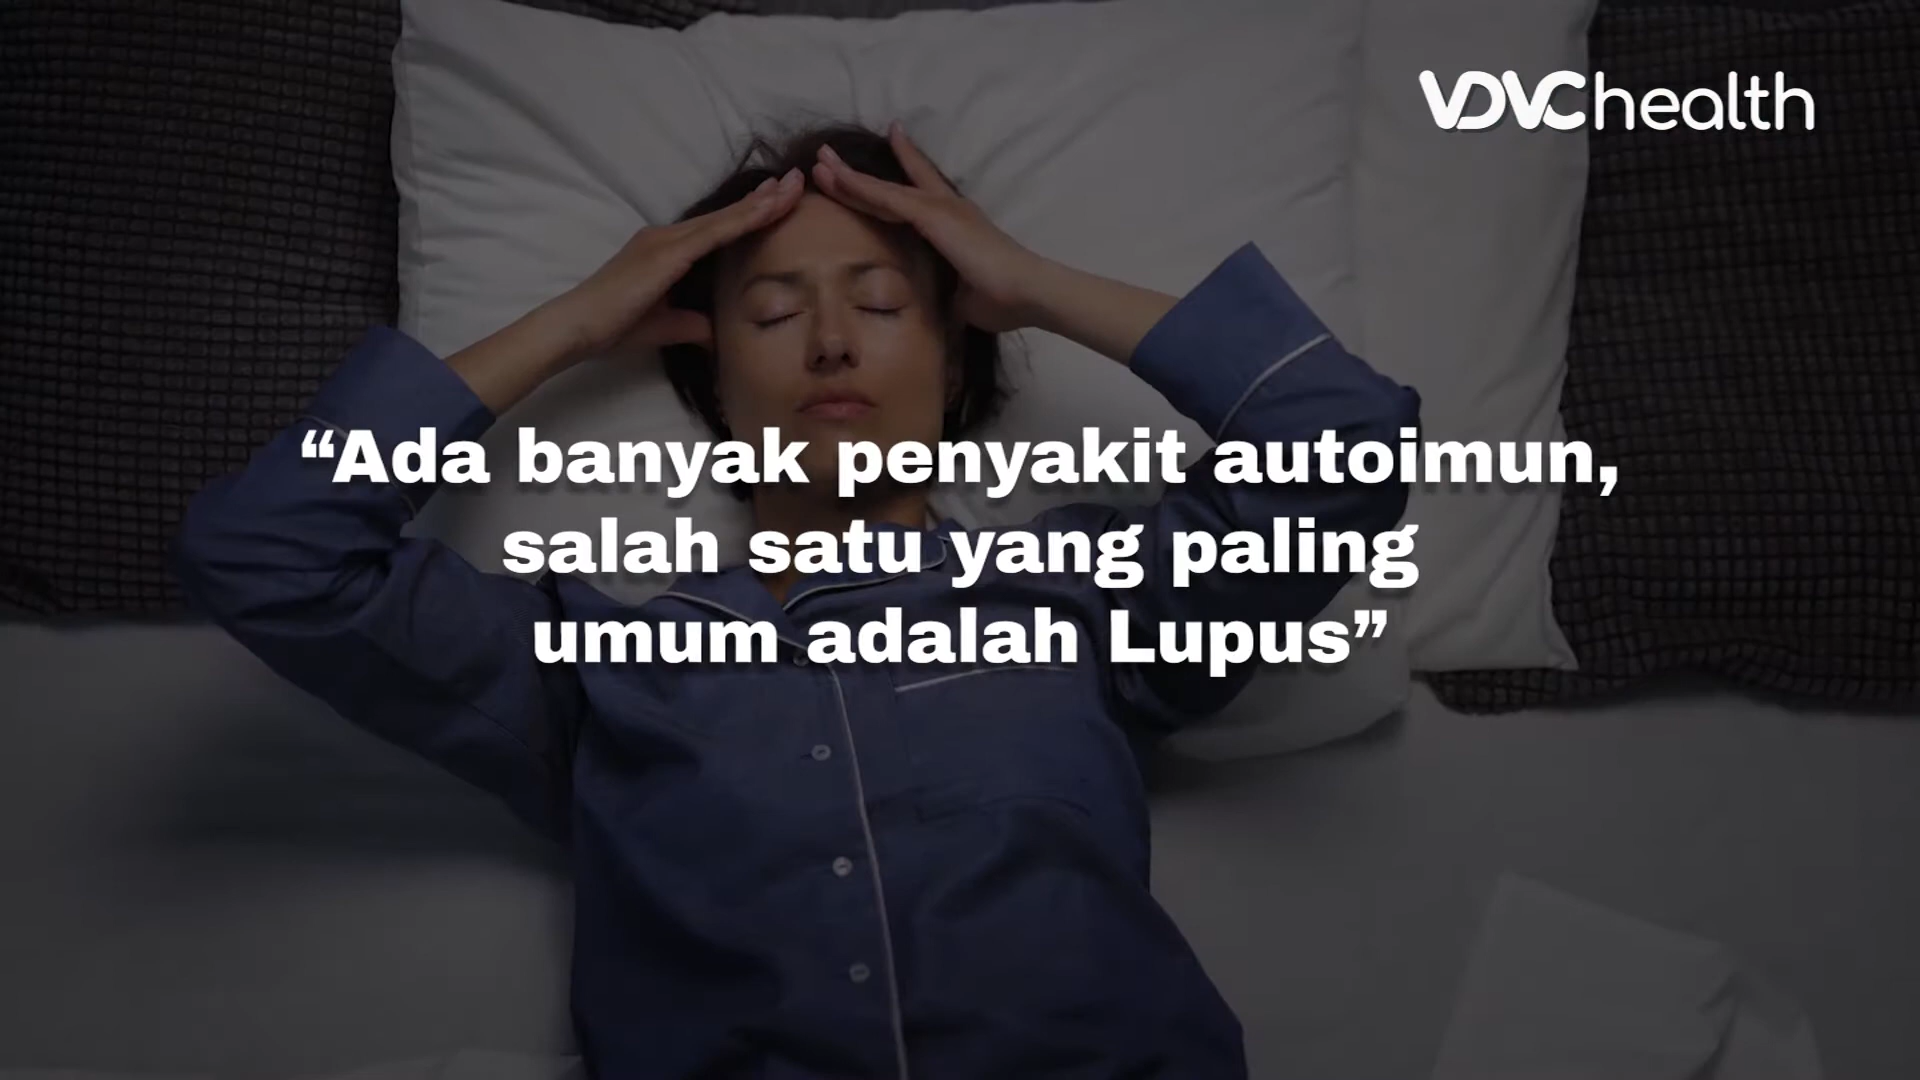 VDVChealth
“Ada banyak penyakit autoimun,
salah satu yang paling
umum adalah Lupus”